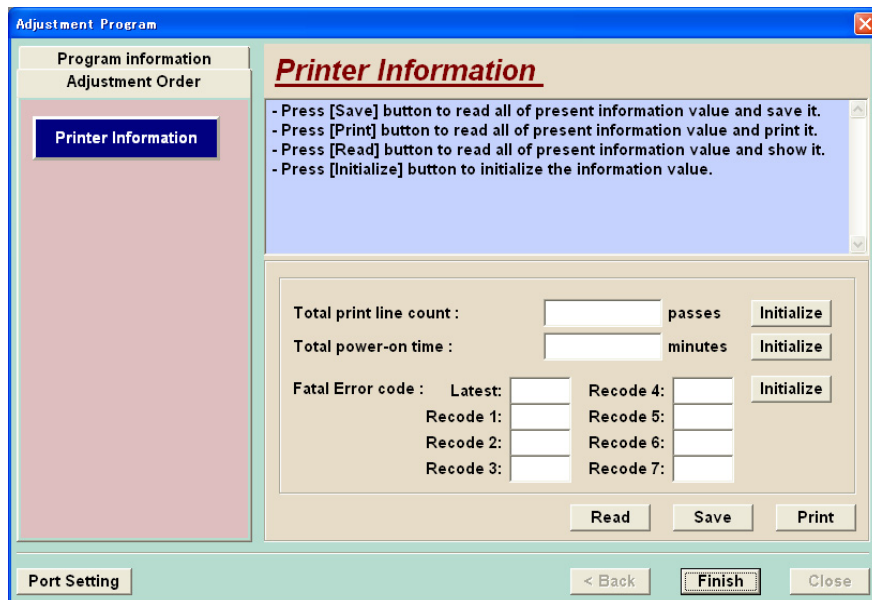 Adjustment Program
Program information
Adjustment Order
Printer Information
Printer Information
- Press [Save] button to read all of present information value and save it.
- Press [Print] button to read all of present information value and print it.
- Press [Read] button to read all of present information value and show it.
- Press [Initialize] button to initialize the information value.
Total print line count : passes Initialize
Total power-on time : minutes Initialize
Fatal Error code : Latest: Recode 4: Initialize
Recode 1: Recode 5:
Recode 2: Recode 6:
Recode 3: Recode 7:
Read Save Print
Port Setting < Back Finish Close